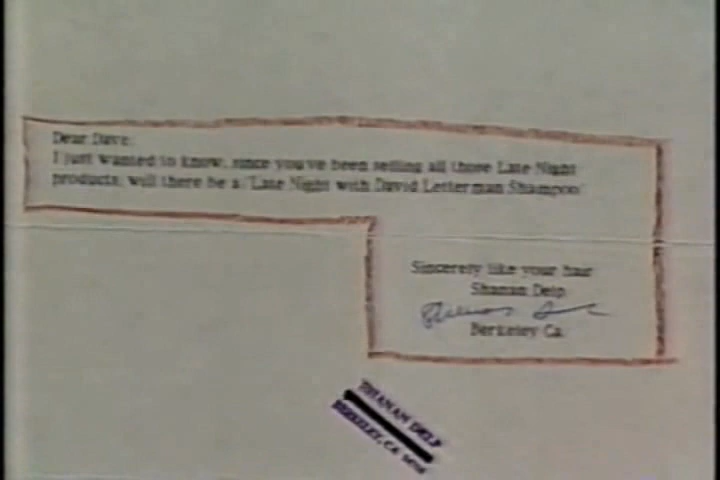 Dear Dave:
I just wanted to know, since you've been selling all those Late Night
products, will there be a "Late Night with David Letterman Shampoo"
Sincerely like your hair
Shanan Delp
Berkeley Ca.
SHANAN DELP
BERKELEY, CA